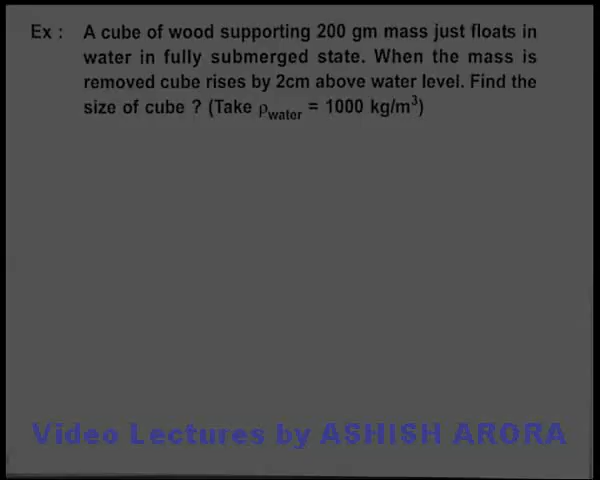 Ex : A cube of wood supporting 200 gm mass just floats in
water in fully submerged state. When the mass is
removed cube rises by 2cm above water level. Find the
size of cube ? (Take ρwater = 1000 kg/m³)
Video Lectures by ASHISH ARORA